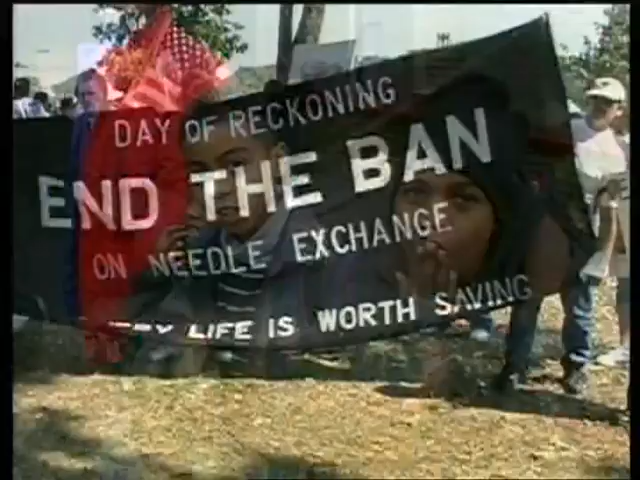 DAY OF RECKONING
END THE BAN
ON NEEDLE EXCHANGE
LIFE IS WORTH SAVING